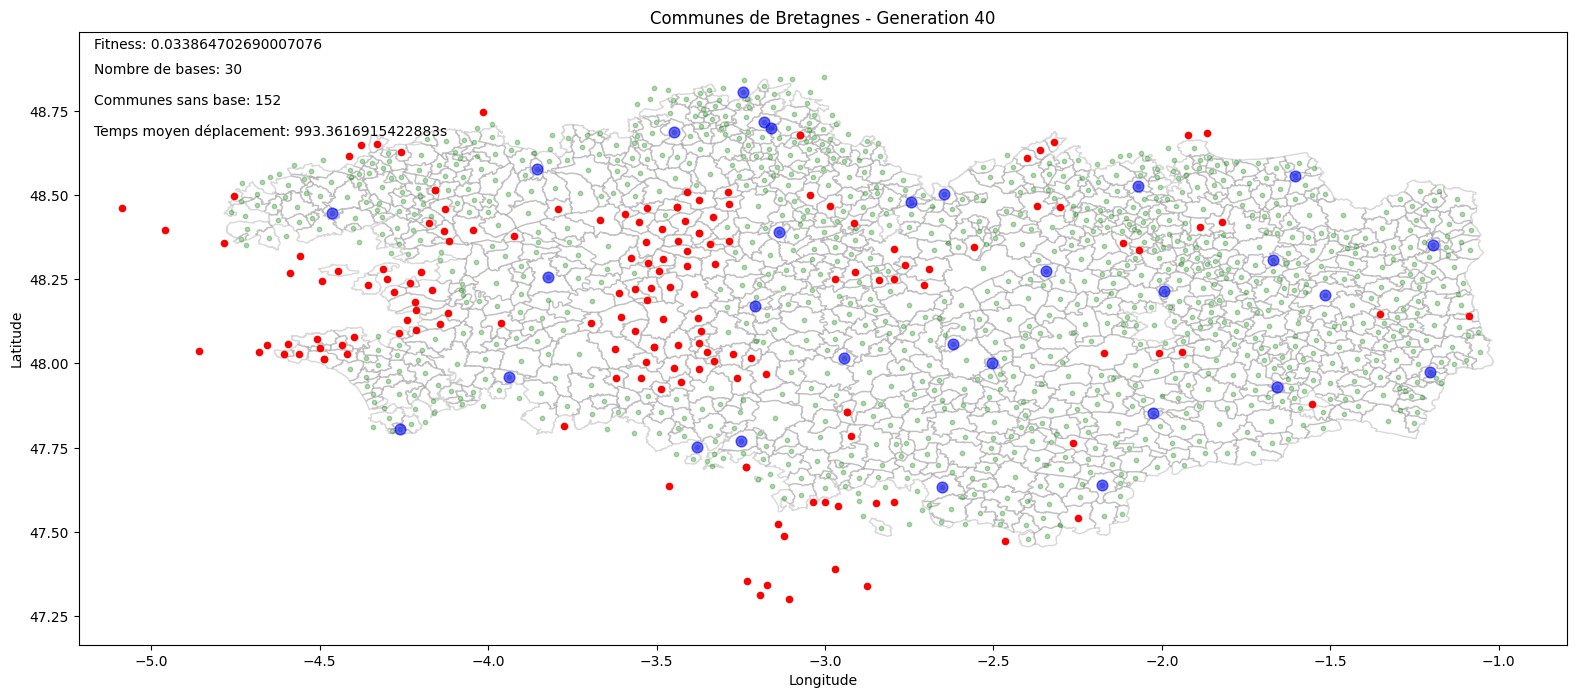 Communes de Bretagnes - Generation 40
Fitness: 0.033864702690007076
Nombre de bases: 30
Communes sans base: 152
Temps moyen déplacement: 993.3616915422883s
Latitude
48.75
48.50
48.25
48.00
47.75
47.50
47.25
−5.0 −4.5 −4.0 −3.5 −3.0 −2.5 −2.0 −1.5 −1.0
Longitude